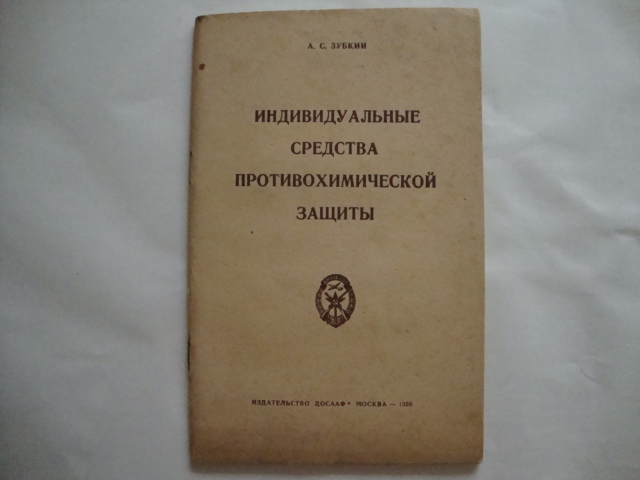 А. С. ЗУБКИН
ИНДИВИДУАЛЬНЫЕ
СРЕДСТВА
ПРОТИВОХИМИЧЕСКОЙ
ЗАЩИТЫ
ИЗДАТЕЛЬСТВО ДОСААФ • МОСКВА —